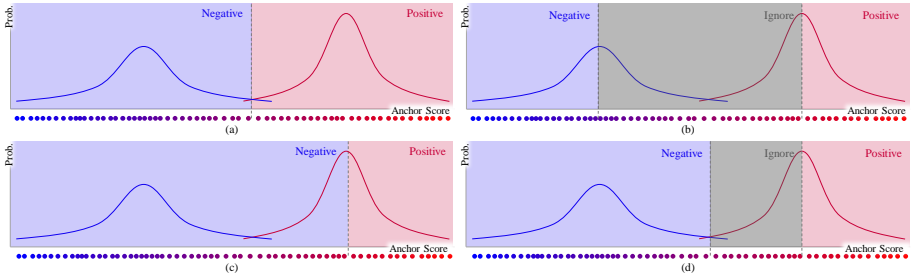 Prob.
Negative
Positive
Anchor Score
(a)
Prob.
Negative
Ignore
Positive
Anchor Score
(b)
Prob.
Negative
Positive
Anchor Score
(c)
Prob.
Negative
Ignore
Positive
Anchor Score
(d)